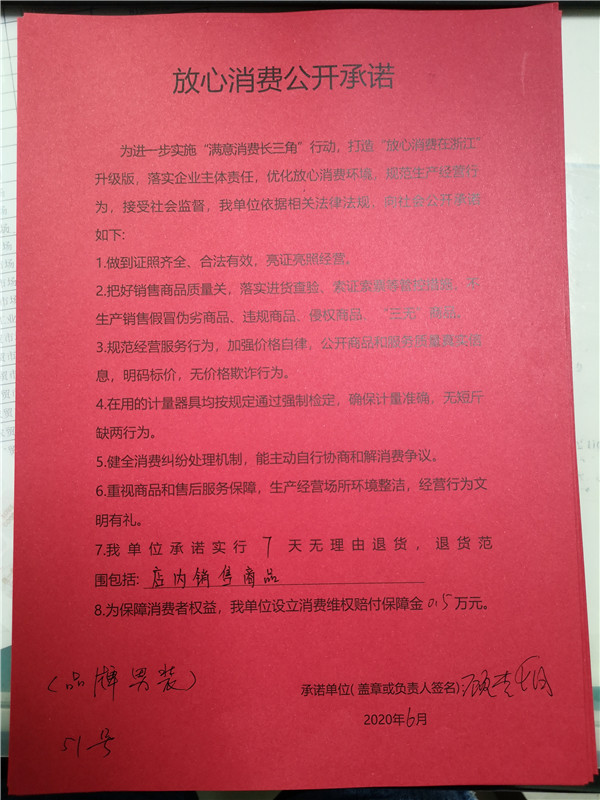 放心消费公开承诺
为进一步实施“满意消费长三角”行动，打造“放心消费在浙江”
升级版，落实企业主体责任，优化放心消费环境，规范生产经营行
为，接受社会监督，我单位依据相关法律法规，向社会公开承诺
如下：
1.做到证照齐全、合法有效，亮证亮照经营。
2.把好销售商品质量关，落实进货查验、索证索票等 不
生产销售假冒伪劣商品、违规商品、侵权商品、“三无”商品。
3.规范经营服务行为，加强价格自律，公开商品和服务 信
息，明码标价，无价格欺诈行为。
4.在用的计量器具均按规定通过强制检定，确保计量准确，无短斤
缺两行为。
5.健全消费纠纷处理机制，能主动自行协商和解消费争议。
6.重视商品和售后服务保障，生产经营场所环境整洁，经营行为文
明有礼。
7.我单位承诺实行 7 天无理由退货，退货范
围包括：店内销售商品
8.为保障消费者权益，我单位设立消费维权赔付保障金0.5万元。
（品牌男装） 承诺单位(盖章或负责人签名)：
2020年6月
51号